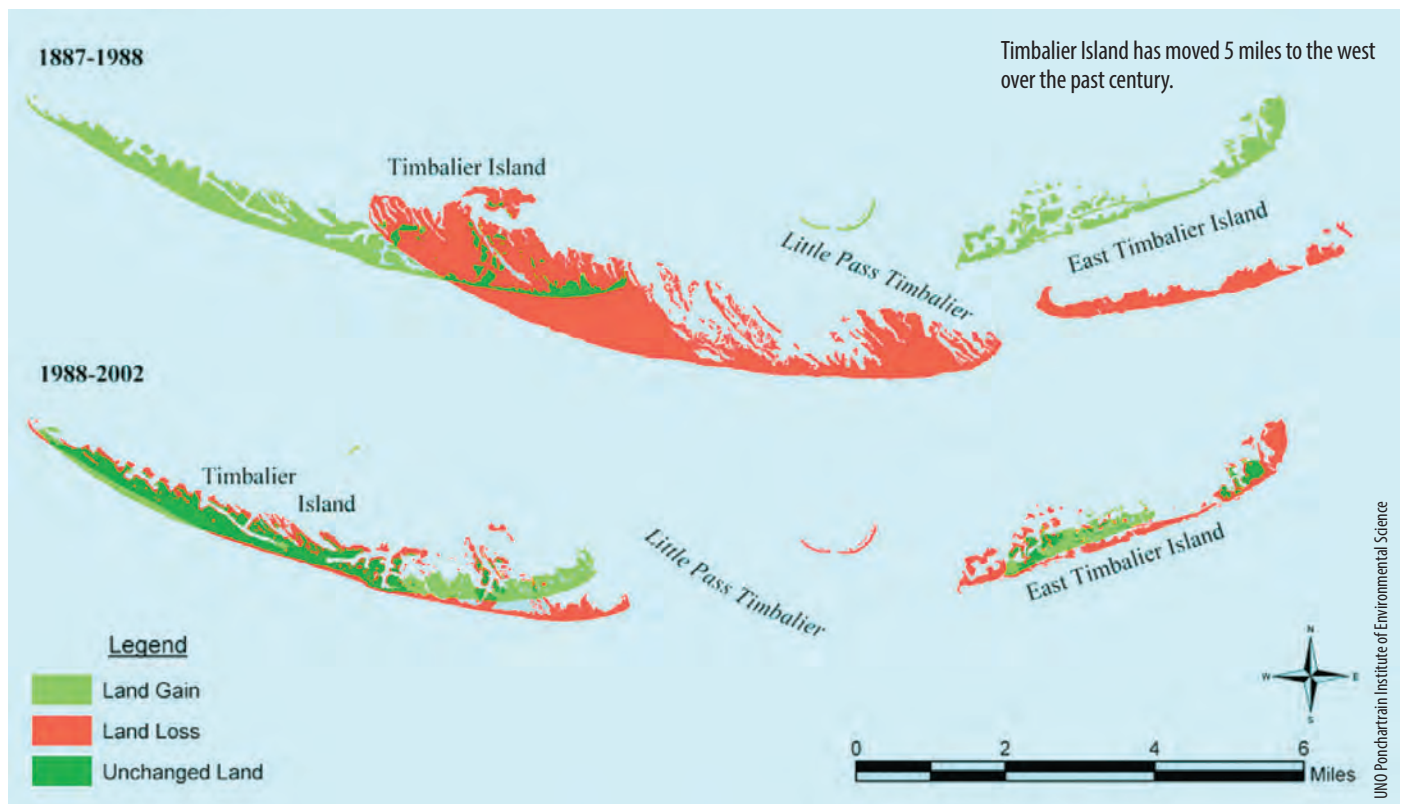 1887-1988
Timbalier Island has moved 5 miles to the west
over the past century.
Timbalier Island
Little Pass Timbalier
East Timbalier Island
1988-2002
Timbalier
Island
Little Pass Timbalier
East Timbalier Island
Legend
Land Gain
Land Loss
Unchanged Land
N
W
E
S
0 2 4 6
Miles
UNO Ponchartrain Institute of Environmental Science